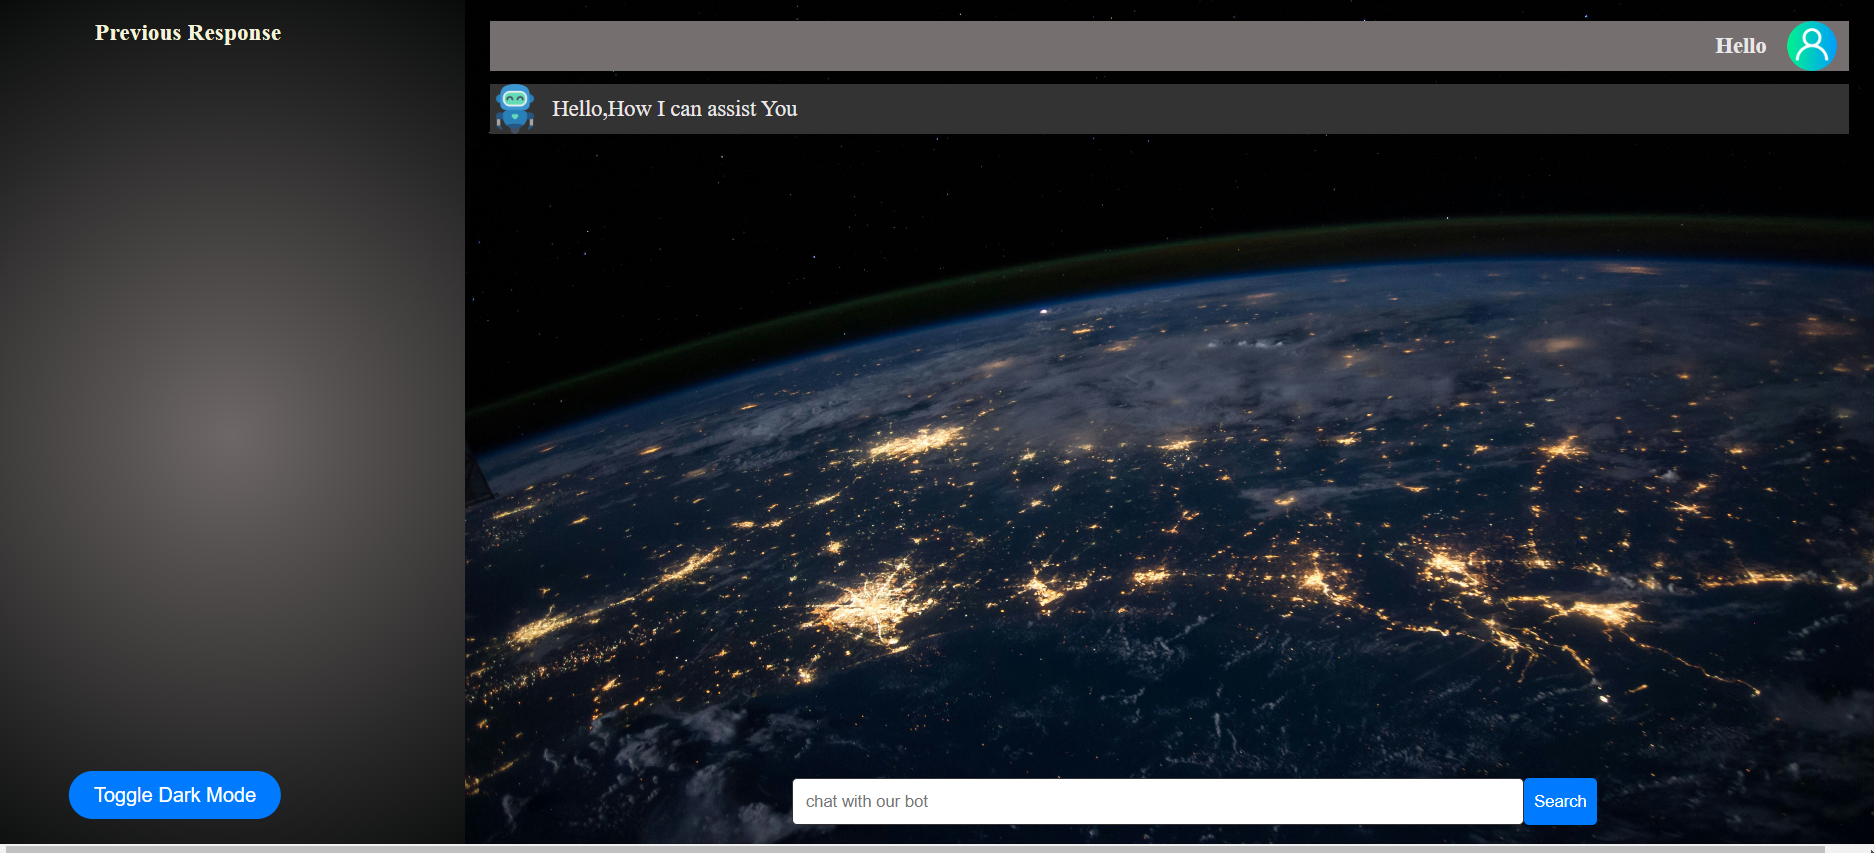 Previous Response
Hello
Hello,How I can assist You
Toggle Dark Mode
chat with our bot
Search